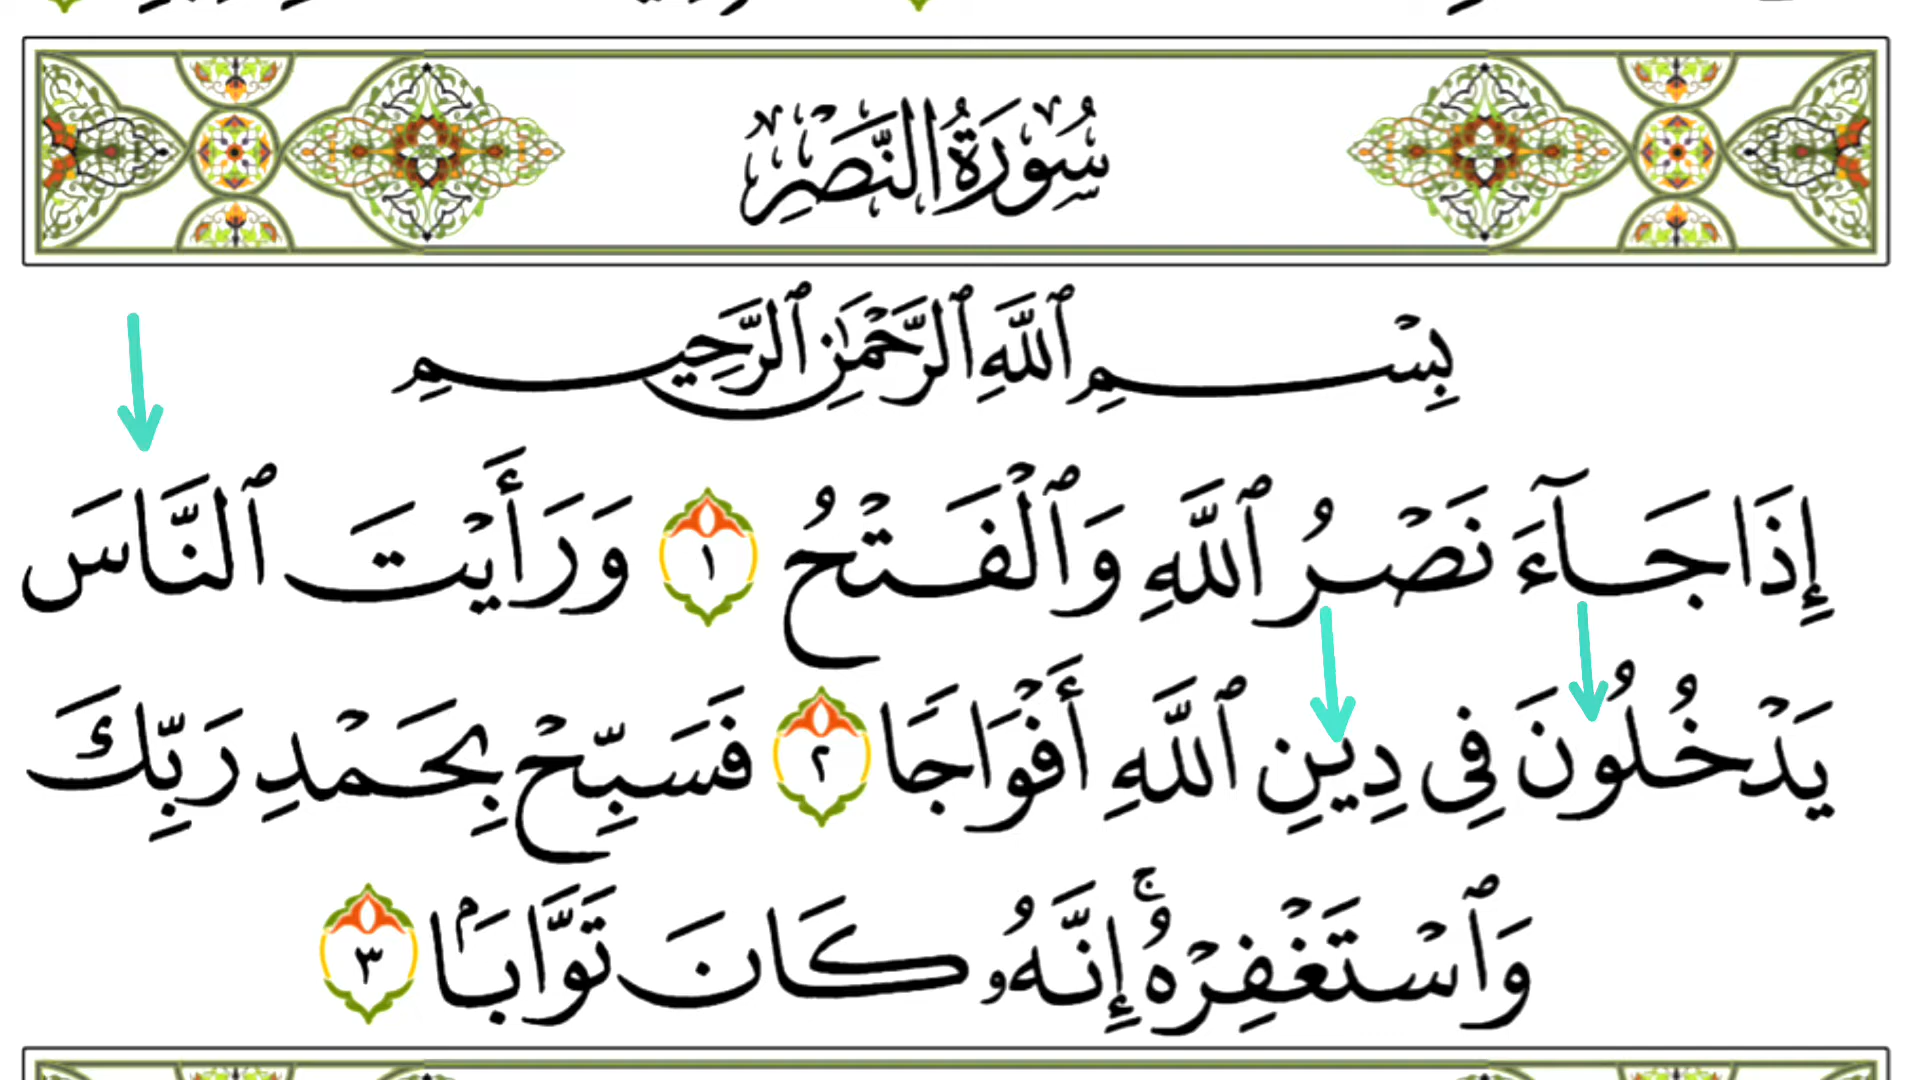 سُورَةُ النَّصْرِ
بِسْمِ ٱللَّهِ ٱلرَّحْمَٰنِ ٱلرَّحِيمِ
إِذَا جَآءَ نَصْرُ ٱللَّهِ وَٱلْفَتْحُ ١ وَرَأَيْتَ ٱلنَّاسَ
يَدْخُلُونَ فِى دِينِ ٱللَّهِ أَفْوَاجًا ٢ فَسَبِّحْ بِحَمْدِ رَبِّكَ
وَٱسْتَغْفِرْهُ ۚ إِنَّهُۥ كَانَ تَوَّابَۢا ٣